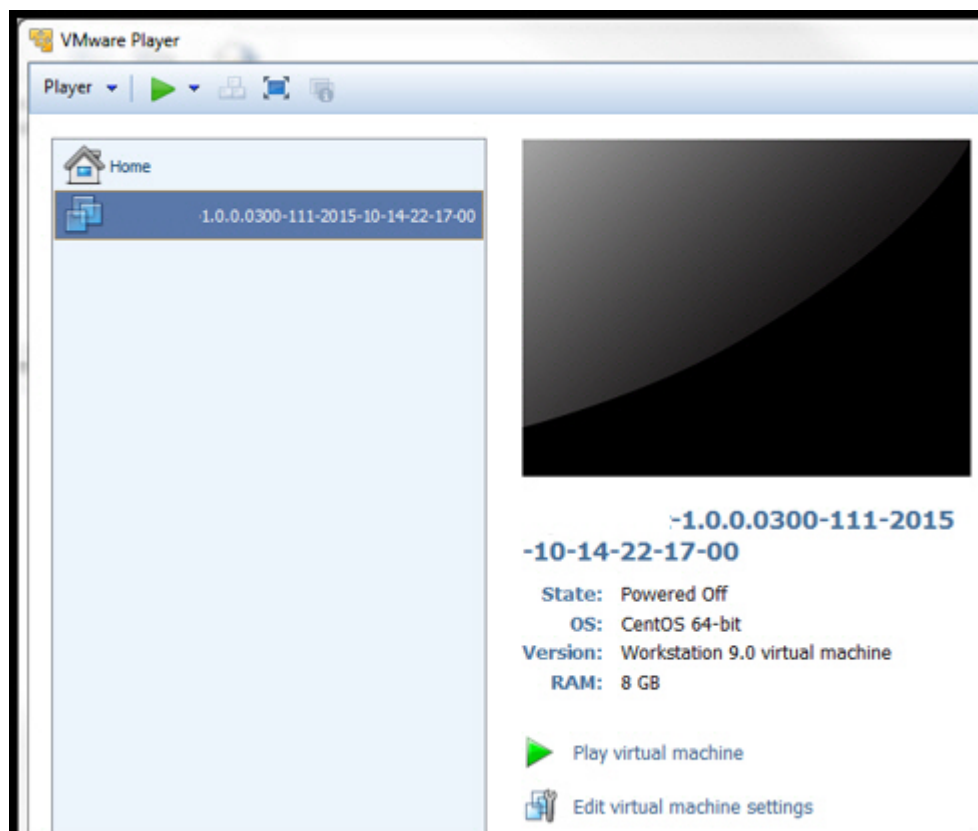 VMware Player
Player
Home
-1.0.0.0300-111-2015-10-14-22-17-00
-1.0.0.0300-111-2015
-10-14-22-17-00
State: Powered Off
OS: CentOS 64-bit
Version: Workstation 9.0 virtual machine
RAM: 8 GB
Play virtual machine
Edit virtual machine settings